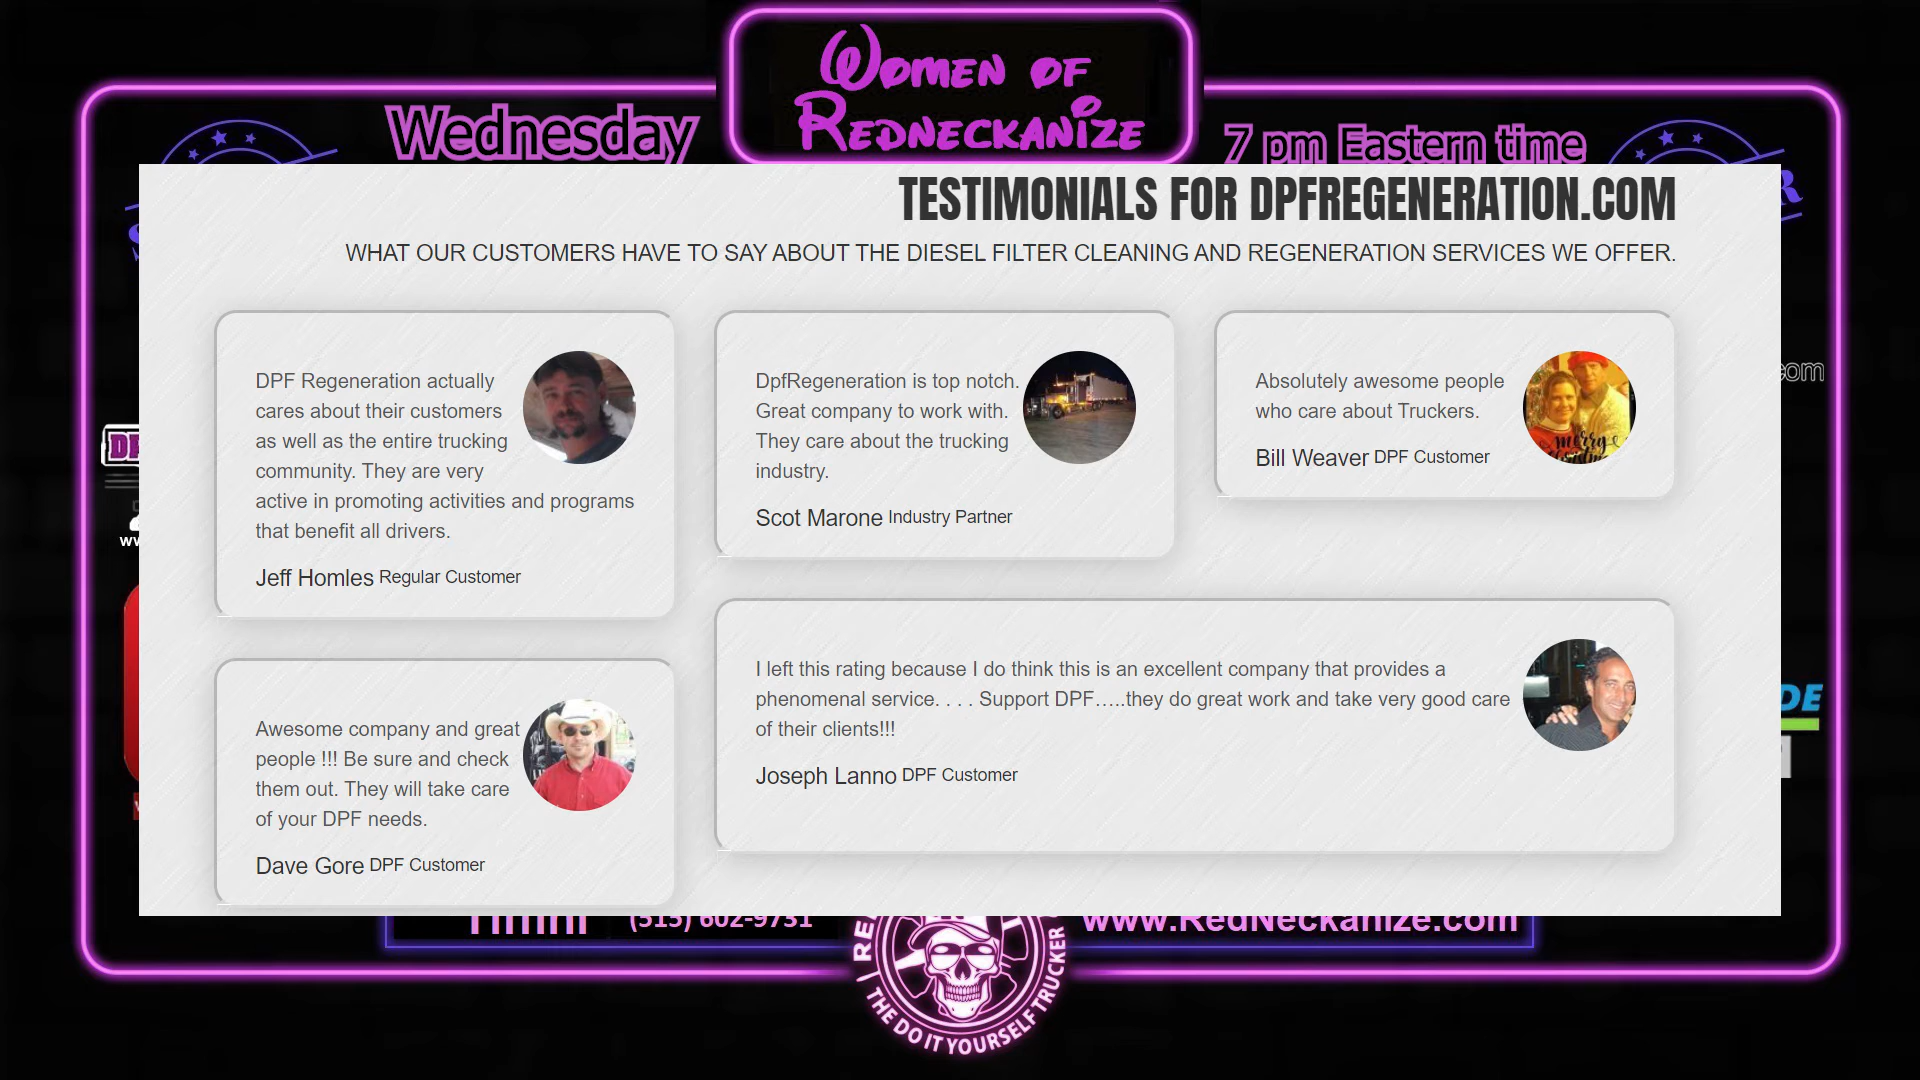 Women of
Redneckanize
Wednesday
7 pm Eastern time
TESTIMONIALS FOR DPFREGENERATION.COM
WHAT OUR CUSTOMERS HAVE TO SAY ABOUT THE DIESEL FILTER CLEANING AND REGENERATION SERVICES WE OFFER.
DPF Regeneration actually
cares about their customers
as well as the entire trucking
community. They are very
active in promoting activities and programs
that benefit all drivers.
Jeff Homles Regular Customer
DpfRegeneration is top notch.
Great company to work with.
They care about the trucking
industry.
Scot Marone Industry Partner
Absolutely awesome people
who care about Truckers.
Bill Weaver DPF Customer
merry
Awesome company and great
people !!! Be sure and check
them out. They will take care
of your DPF needs.
Dave Gore DPF Customer
I left this rating because I do think this is an excellent company that provides a
phenomenal service. . . . Support DPF…..they do great work and take very good care
of their clients!!!
Joseph Lanno DPF Customer
(515) 602-9731
www.RedNeckanize.com
THE DO IT YOURSELF TRUCKER